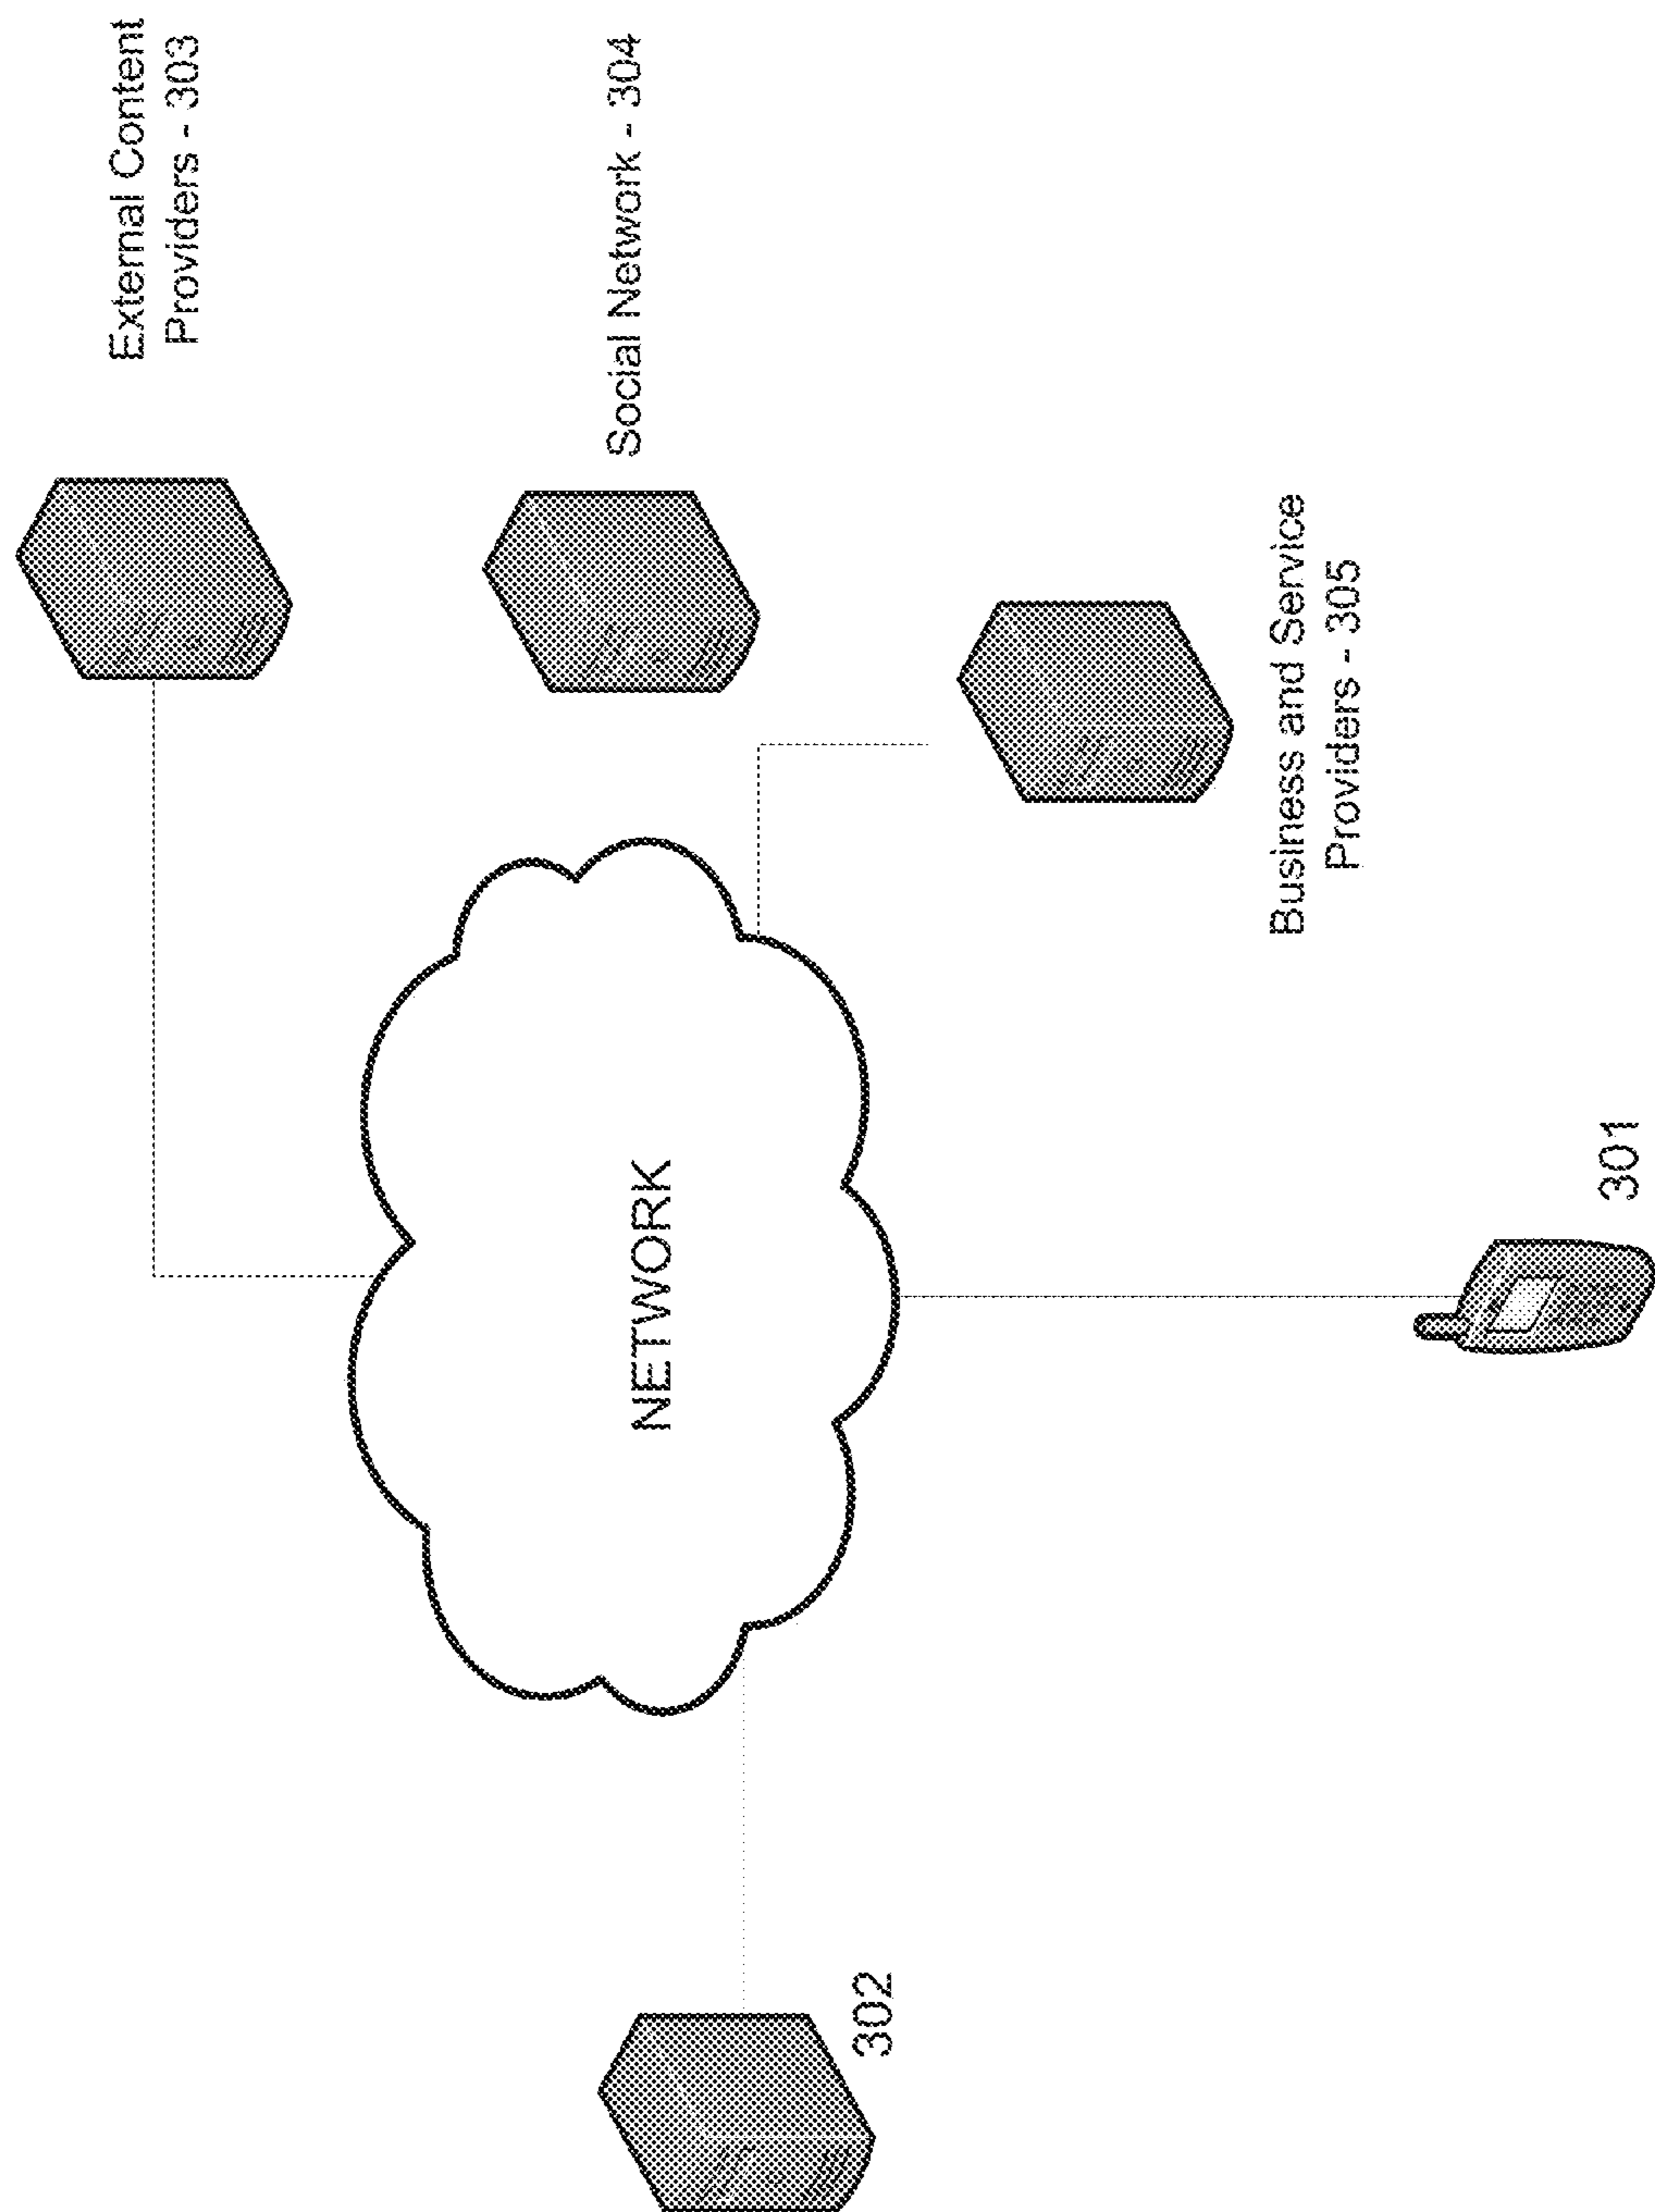 External Content
Providers - 303
Social Network - 304
Business and Service
Providers - 305
NETWORK
301
302